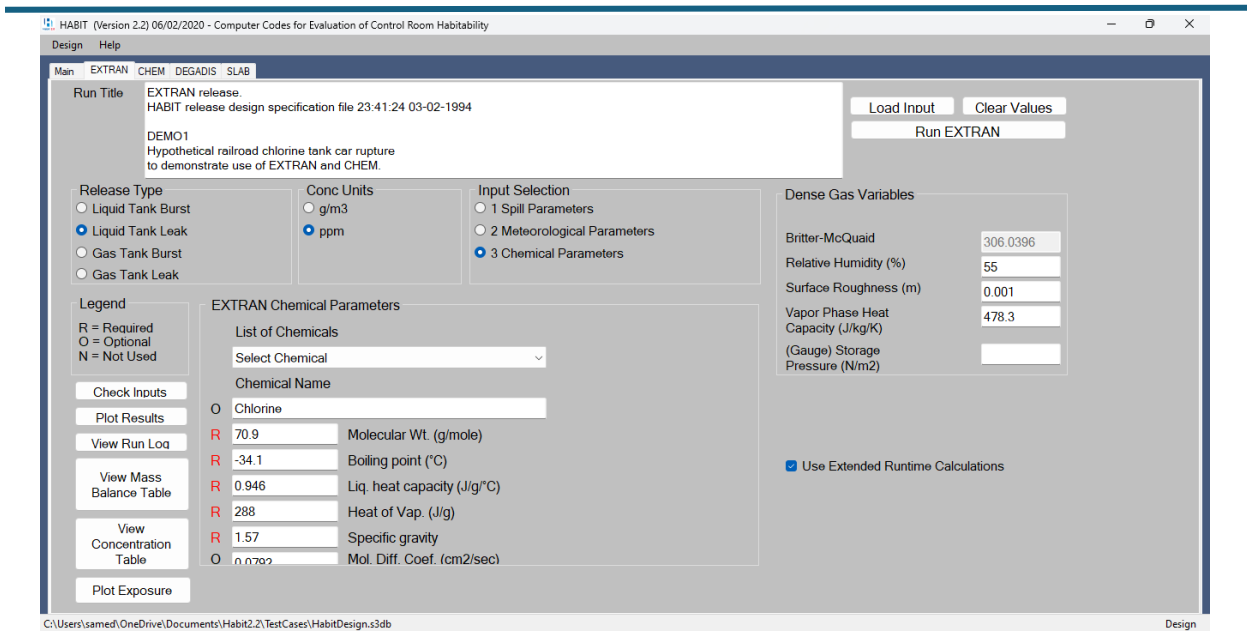 HABIT (Version 2.2) 06/02/2020 - Computer Codes for Evaluation of Control Room Habitability
Design Help
Main EXTRAN CHEM DEGADIS SLAB
Run Title
EXTRAN release.
HABIT release design specification file 23:41:24 03-02-1994
DEMO1
Hypothetical railroad chlorine tank car rupture
to demonstrate use of EXTRAN and CHEM.
Load Input Clear Values
Run EXTRAN
Release Type
Liquid Tank Burst
Liquid Tank Leak
Gas Tank Burst
Gas Tank Leak
Conc Units
g/m3
ppm
Input Selection
1 Spill Parameters
2 Meteorological Parameters
3 Chemical Parameters
Dense Gas Variables
Britter-McQuaid 306.0396
Relative Humidity (%) 55
Surface Roughness (m) 0.001
Vapor Phase Heat 478.3
Capacity (J/kg/K)
(Gauge) Storage
Pressure (N/m2)
Legend
R = Required
O = Optional
N = Not Used
Check Inputs
Plot Results
View Run Log
View Mass
Balance Table
View
Concentration
Table
Plot Exposure
EXTRAN Chemical Parameters
List of Chemicals
Select Chemical
Chemical Name
O Chlorine
R 70.9 Molecular Wt. (g/mole)
R -34.1 Boiling point (°C)
R 0.946 Liq. heat capacity (J/g/°C)
R 288 Heat of Vap. (J/g)
R 1.57 Specific gravity
O 0.0792 Mol. Diff. Coef. (cm2/sec)
Use Extended Runtime Calculations
C:\Users\samed\OneDrive\Documents\Habit2.2\TestCases\HabitDesign.s3db Design